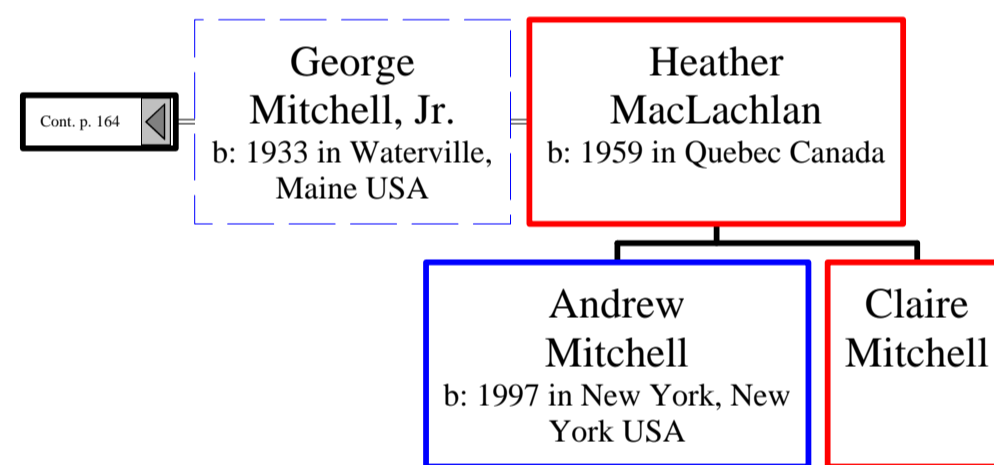 Cont. p. 164
George
Mitchell, Jr.
b: 1933 in Waterville,
Maine USA
Heather
MacLachlan
b: 1959 in Quebec Canada
Andrew
Mitchell
b: 1997 in New York, New
York USA
Claire
Mitchell